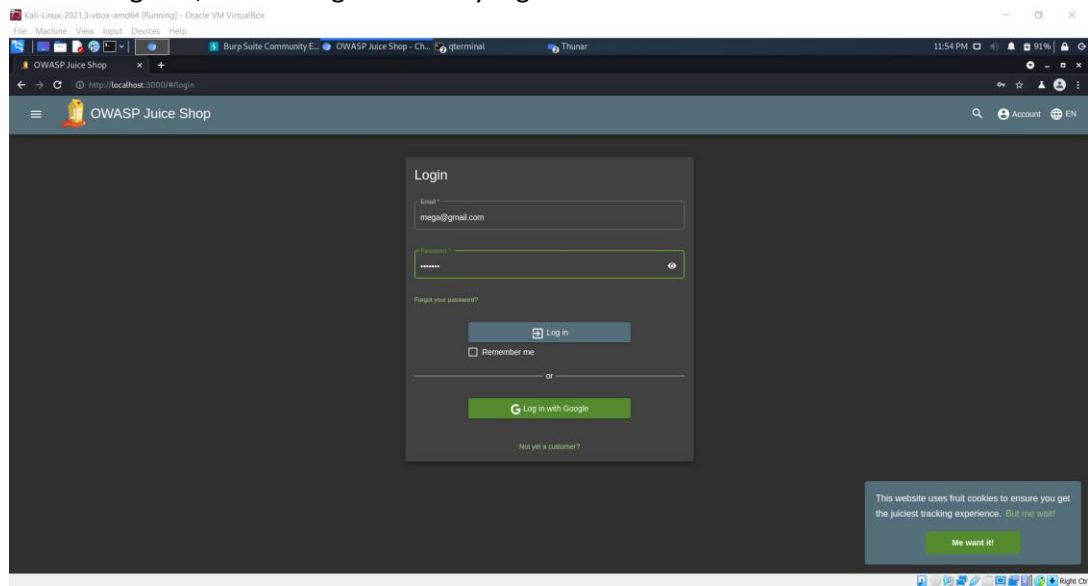 Kali-Linux-2021.3-vbox-amd64 [Running] - Oracle VM VirtualBox
File Machine View Input Devices Help
Burp Suite Community E... OWASP Juice Shop - Ch... qterminal Thunar 11:54 PM 91%
OWASP Juice Shop
http://localhost:3000/#/login
OWASP Juice Shop Account EN
Login
Email *
mega@gmail.com
Password *
Forgot your password?
Log in
Remember me
or
Log in with Google
Not yet a customer?
This website uses fruit cookies to ensure you get
the juiciest tracking experience. But me wait!
Me want it!
Right Ctr